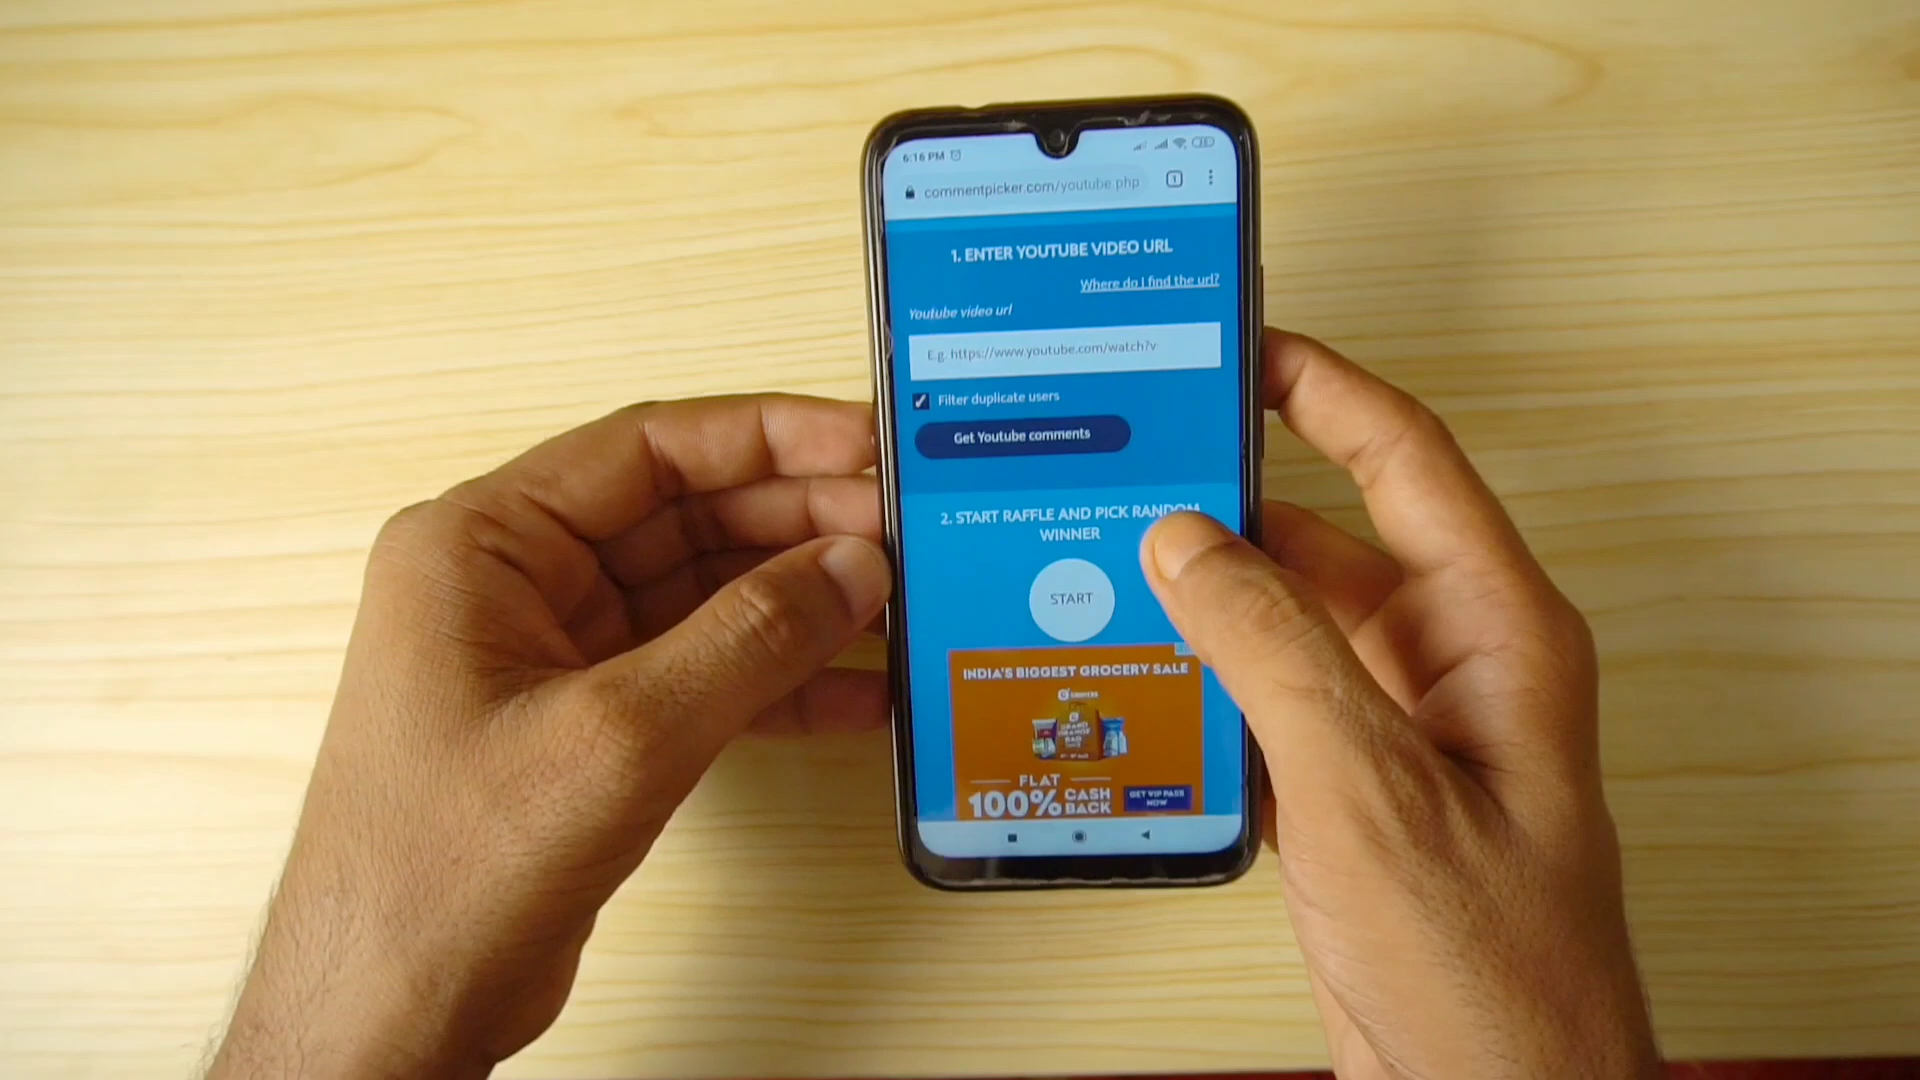 6:16 PM
commentpicker.com/youtube.php
1
1. ENTER YOUTUBE VIDEO URL
Where do I find the url?
Youtube video url
E.g. https://www.youtube.com/watch?v
Filter duplicate users
Get Youtube comments
2. START RAFFLE AND PICK RANDOM
WINNER
START
INDIA'S BIGGEST GROCERY SALE
FLAT
100% CASH
BACK
GET VIP PASS
NOW